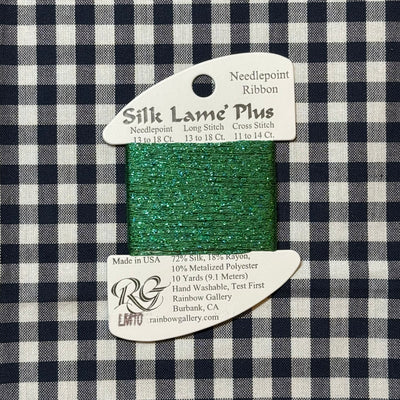 Needlepoint
Ribbon
Silk Lamé Plus
Needlepoint Long Stitch Cross Stitch
13 to 18 Ct. 13 to 18 Ct. 11 to 14 Ct.
Made in USA
72% Silk, 18% Rayon,
10% Metalized Polyester
10 Yards (9.1 Meters)
Hand Washable, Test First
Rainbow Gallery
Burbank, CA
rainbowgallery.com
RG
LM10